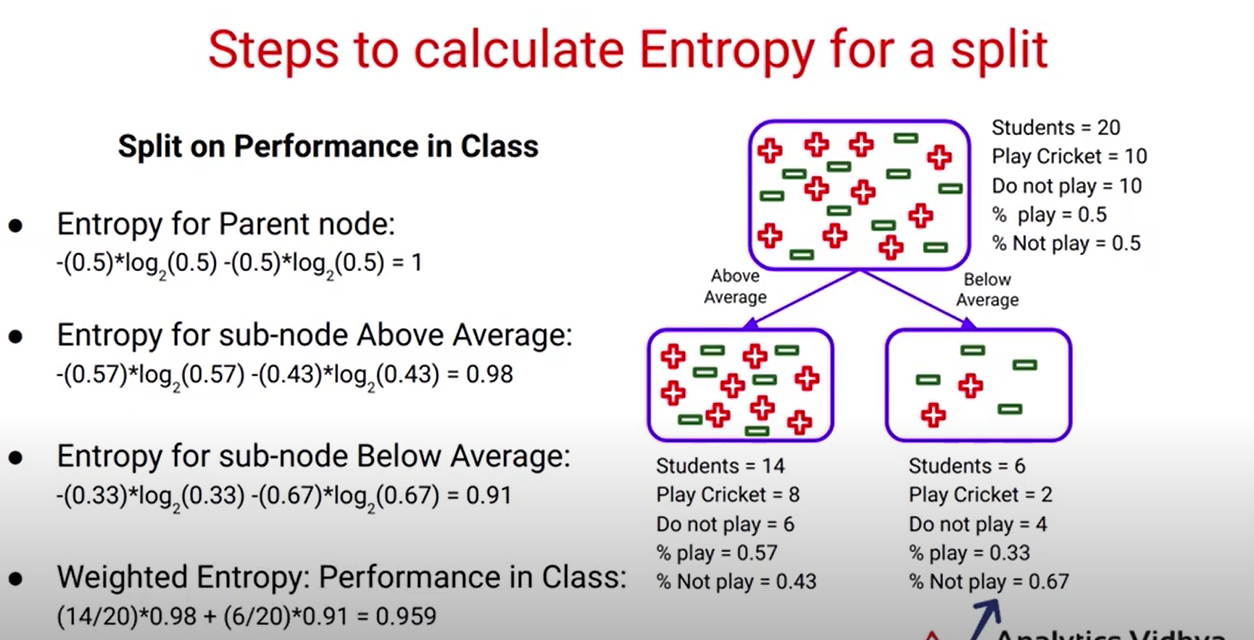 Steps to calculate Entropy for a split
Split on Performance in Class
● Entropy for Parent node:
-(0.5)*log₂(0.5) -(0.5)*log₂(0.5) = 1
● Entropy for sub-node Above Average:
-(0.57)*log₂(0.57) -(0.43)*log₂(0.43) = 0.98
● Entropy for sub-node Below Average:
-(0.33)*log₂(0.33) -(0.67)*log₂(0.67) = 0.91
● Weighted Entropy: Performance in Class:
(14/20)*0.98 + (6/20)*0.91 = 0.959
Students = 20
Play Cricket = 10
Do not play = 10
% play = 0.5
% Not play = 0.5
Above
Average
Below
Average
Students = 14
Play Cricket = 8
Do not play = 6
% play = 0.57
% Not play = 0.43
Students = 6
Play Cricket = 2
Do not play = 4
% play = 0.33
% Not play = 0.67
Analytics Vidhya